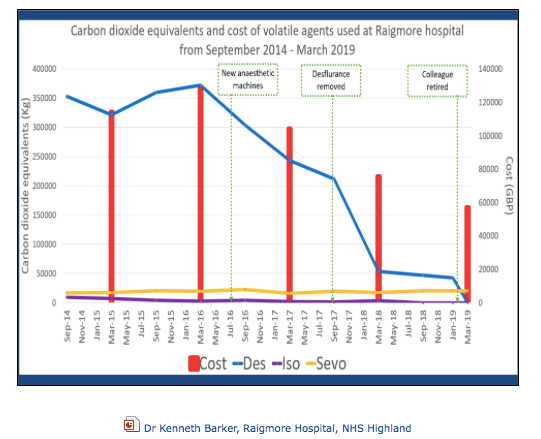 Carbon dioxide equivalents and cost of volatile agents used at Raigmore hospital
from September 2014 - March 2019
400000
350000
300000
250000
200000
150000
100000
50000
0
Carbon dioxide equivalents (Kg)
New anaesthetic
machines
Desflurance
removed
Colleague
retired
140000
120000
100000
80000
60000
40000
20000
0
Cost (GBP)
Sep-14
Nov-14
Jan-15
Mar-15
May-15
Jul-15
Sep-15
Nov-15
Jan-16
Mar-16
May-16
Jul-16
Sep-16
Nov-16
Jan-17
Mar-17
May-17
Jul-17
Sep-17
Nov-17
Jan-18
Mar-18
May-18
Jul-18
Sep-18
Nov-18
Jan-19
Mar-19
Cost Des Iso Sevo
Dr Kenneth Barker, Raigmore Hospital, NHS Highland